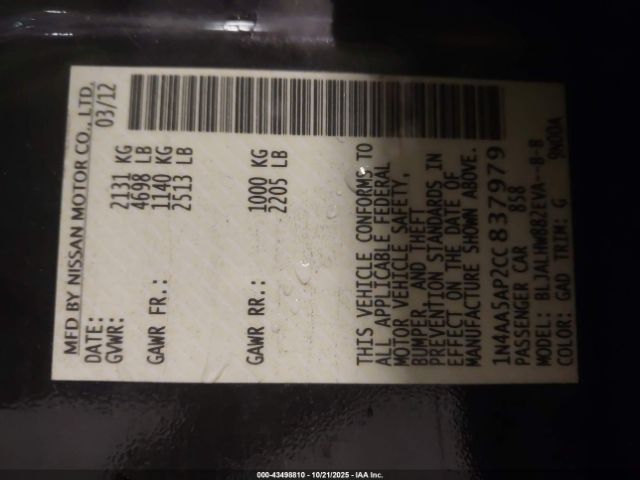 MFD BY NISSAN MOTOR CO., LTD.
DATE: 03/12
GVWR: 2131 KG
4698 LB
GAWR FR.: 1140 KG
2513 LB
GAWR RR.: 1000 KG
2205 LB
THIS VEHICLE CONFORMS TO
ALL APPLICABLE FEDERAL
MOTOR VEHICLE SAFETY,
BUMPER AND THEFT
PREVENTION STANDARDS IN
EFFECT ON THE DATE OF
MANUFACTURE SHOWN ABOVE.
1N4AA5AP2CC837979
PASSENGER CAR 858
MODEL: BLJALHW882EVA--B-B
COLOR: GAD TRIM: G 9N00A
000-43498810 - 10/21/2025 - IAA Inc.